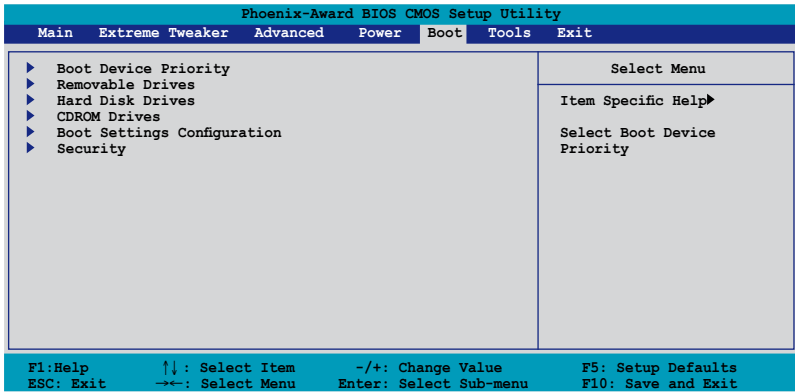 Phoenix-Award BIOS CMOS Setup Utility
Main Extreme Tweaker Advanced Power Boot Tools Exit
Boot Device Priority
Removable Drives
Hard Disk Drives
CDROM Drives
Boot Settings Configuration
Security
Select Menu
Item Specific Help
Select Boot Device
Priority
F1:Help ↑↓ : Select Item -/+: Change Value F5: Setup Defaults
ESC: Exit →←: Select Menu Enter: Select Sub-menu F10: Save and Exit